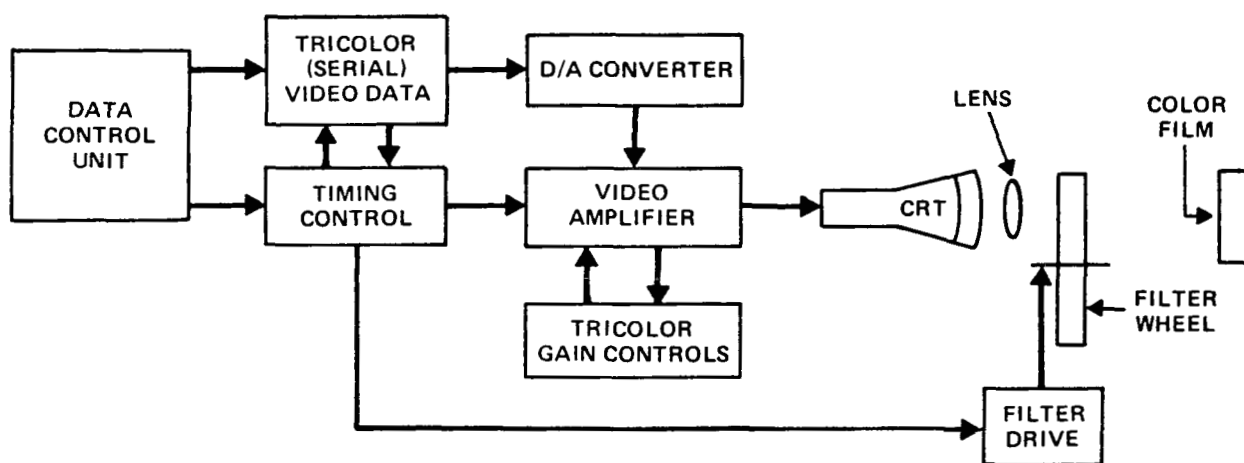 TRICOLOR
(SERIAL)
VIDEO DATA
D/A CONVERTER
DATA
CONTROL
UNIT
TIMING
CONTROL
VIDEO
AMPLIFIER
TRICOLOR
GAIN CONTROLS
CRT
LENS
COLOR
FILM
FILTER
WHEEL
FILTER
DRIVE